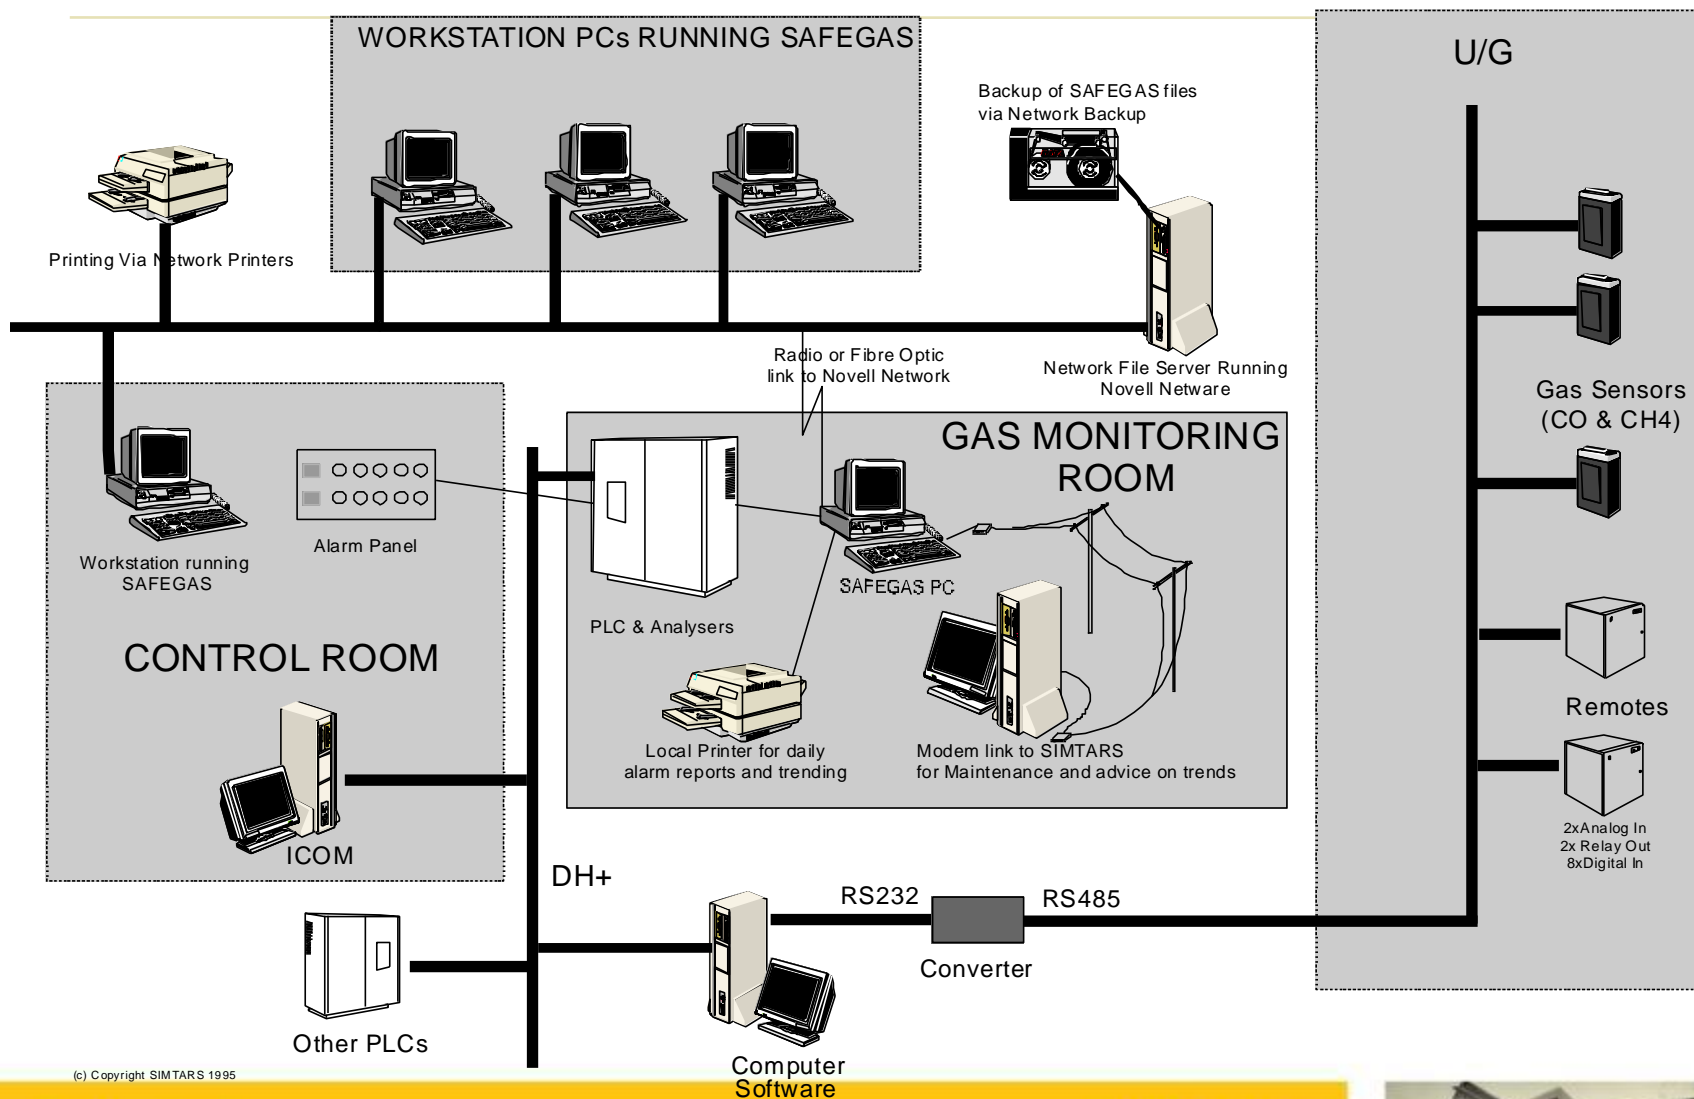 WORKSTATION PCs RUNNING SAFEGAS
U/G
Backup of SAFEGAS files
via Network Backup
Printing Via Network Printers
Radio or Fibre Optic
link to Novell Network
Network File Server Running
Novell Netware
Gas Sensors
(CO & CH4)
GAS MONITORING
ROOM
Alarm Panel
Workstation running
SAFEGAS
SAFEGAS PC
PLC & Analysers
CONTROL ROOM
Remotes
Local Printer for daily
alarm reports and trending
Modem link to SIMTARS
for Maintenance and advice on trends
2xAnalog In
2x Relay Out
8xDigital In
ICOM
DH+
RS232
RS485
Converter
Other PLCs
Computer
Software
(c) Copyright SIMTARS 1995